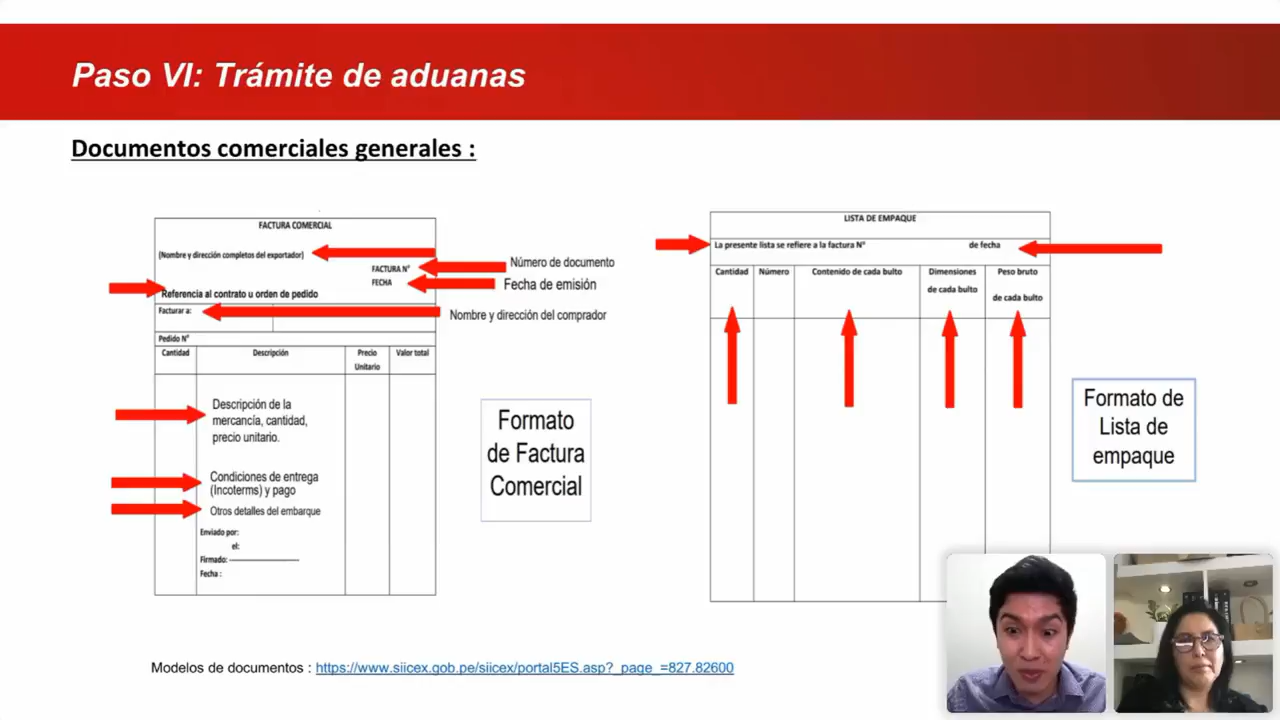 Paso VI: Trámite de aduanas
Documentos comerciales generales :
FACTURA COMERCIAL
(Nombre y dirección completos del exportador)
FACTURA N°
Número de documento
FECHA
Fecha de emisión
Referencia al contrato u orden de pedido
Facturar a:
Nombre y dirección del comprador
Pedido N°
Cantidad
Descripción
Precio
Unitario
Valor total
Descripción de la
mercancía, cantidad,
precio unitario.
Condiciones de entrega
(Incoterms) y pago
Otros detalles del embarque
Enviado por:
el:
Firmado: --------------------
Fecha :
Formato
de Factura
Comercial
LISTA DE EMPAQUE
La presente lista se refiere a la factura N° de fecha
Cantidad
Número
Contenido de cada bulto
Dimensiones
de cada bulto
Peso bruto
de cada bulto
Formato de
Lista de
empaque
Modelos de documentos : https://www.siicex.gob.pe/siicex/portal5ES.asp?_page_=827.82600